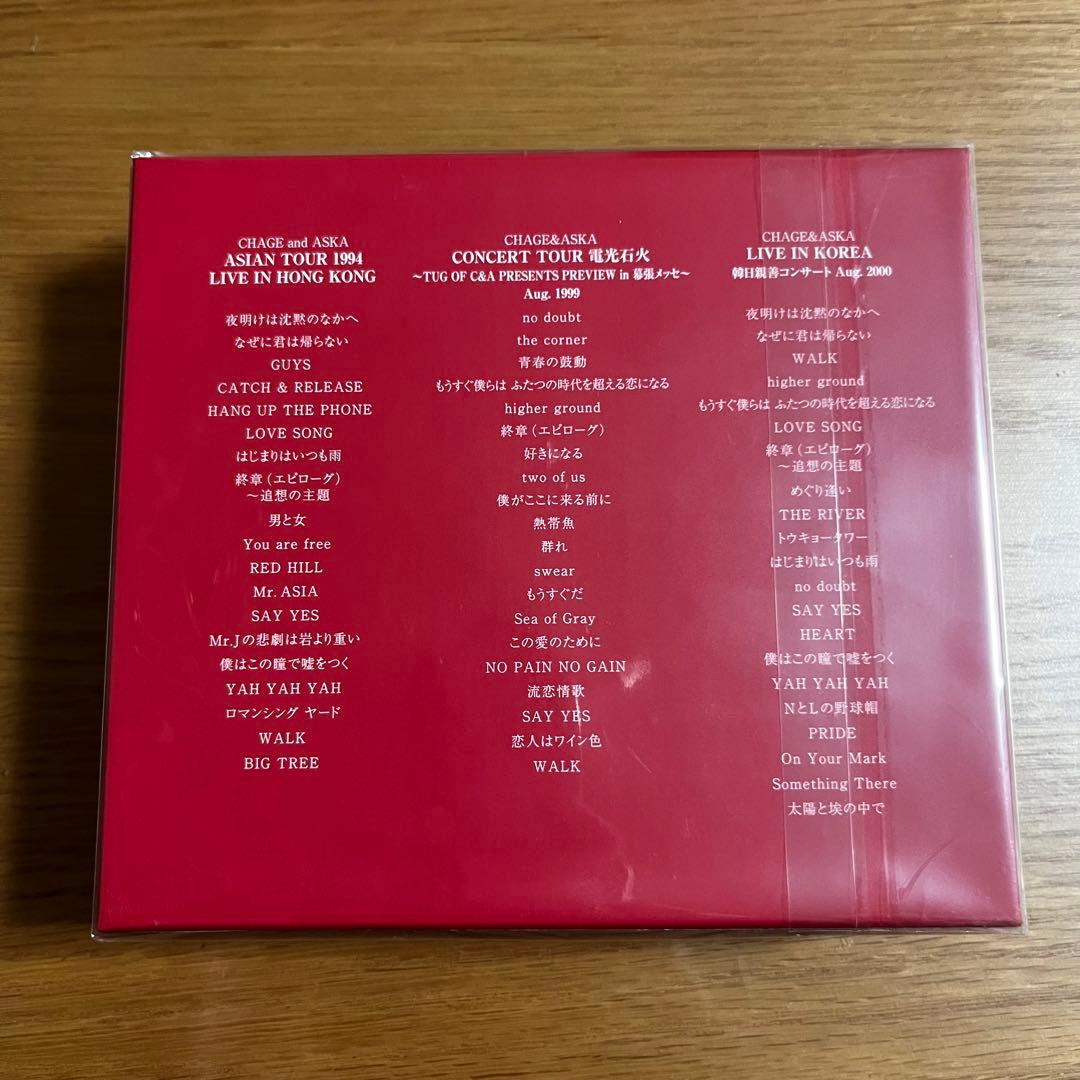 CHAGE and ASKA
ASIAN TOUR 1994
LIVE IN HONG KONG
夜明けは沈黙のなかへ
なぜに君は帰らない
GUYS
CATCH & RELEASE
HANG UP THE PHONE
LOVE SONG
はじまりはいつも雨
終章(エピローグ)
～追想の主題
男と女
You are free
RED HILL
Mr. ASIA
SAY YES
Mr.Jの悲劇は岩より重い
僕はこの瞳で嘘をつく
YAH YAH YAH
ロマンシング ヤード
WALK
BIG TREE
CHAGE&ASKA
CONCERT TOUR 電光石火
～TUG OF C&A PRESENTS PREVIEW in 幕張メッセ～
Aug. 1999
no doubt
the corner
青春の鼓動
もうすぐ僕らは ふたつの時代を超える恋になる
higher ground
終章(エピローグ)
好きになる
two of us
僕がここに来る前に
熱帯魚
群れ
swear
もうすぐだ
Sea of Gray
この愛のために
NO PAIN NO GAIN
流恋情歌
SAY YES
恋人はワイン色
WALK
CHAGE&ASKA
LIVE IN KOREA
韓日親善コンサート Aug. 2000
夜明けは沈黙のなかへ
なぜに君は帰らない
WALK
higher ground
もうすぐ僕らは ふたつの時代を超える恋になる
LOVE SONG
終章(エピローグ)
～追想の主題
めぐり逢い
THE RIVER
トウキョータワー
はじまりはいつも雨
no doubt
SAY YES
HEART
僕はこの瞳で嘘をつく
YAH YAH YAH
NとLの野球帽
PRIDE
On Your Mark
Something There
太陽と埃の中で